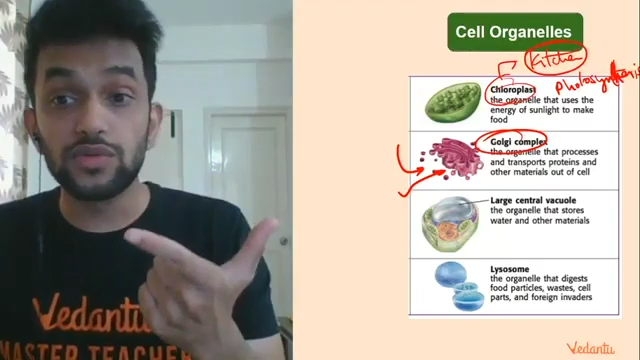 Cell Organelles
Kitchen
Photosynthesis
Chloroplast
the organelle that uses the
energy of sunlight to make
food
Golgi complex
the organelle that processes
and transports proteins and
other materials out of cell
Large central vacuole
the organelle that stores
water and other materials
Lysosome
the organelle that digests
food particles, wastes, cell
parts, and foreign invaders
Vedantu
MASTER TEACHER
Vedantu